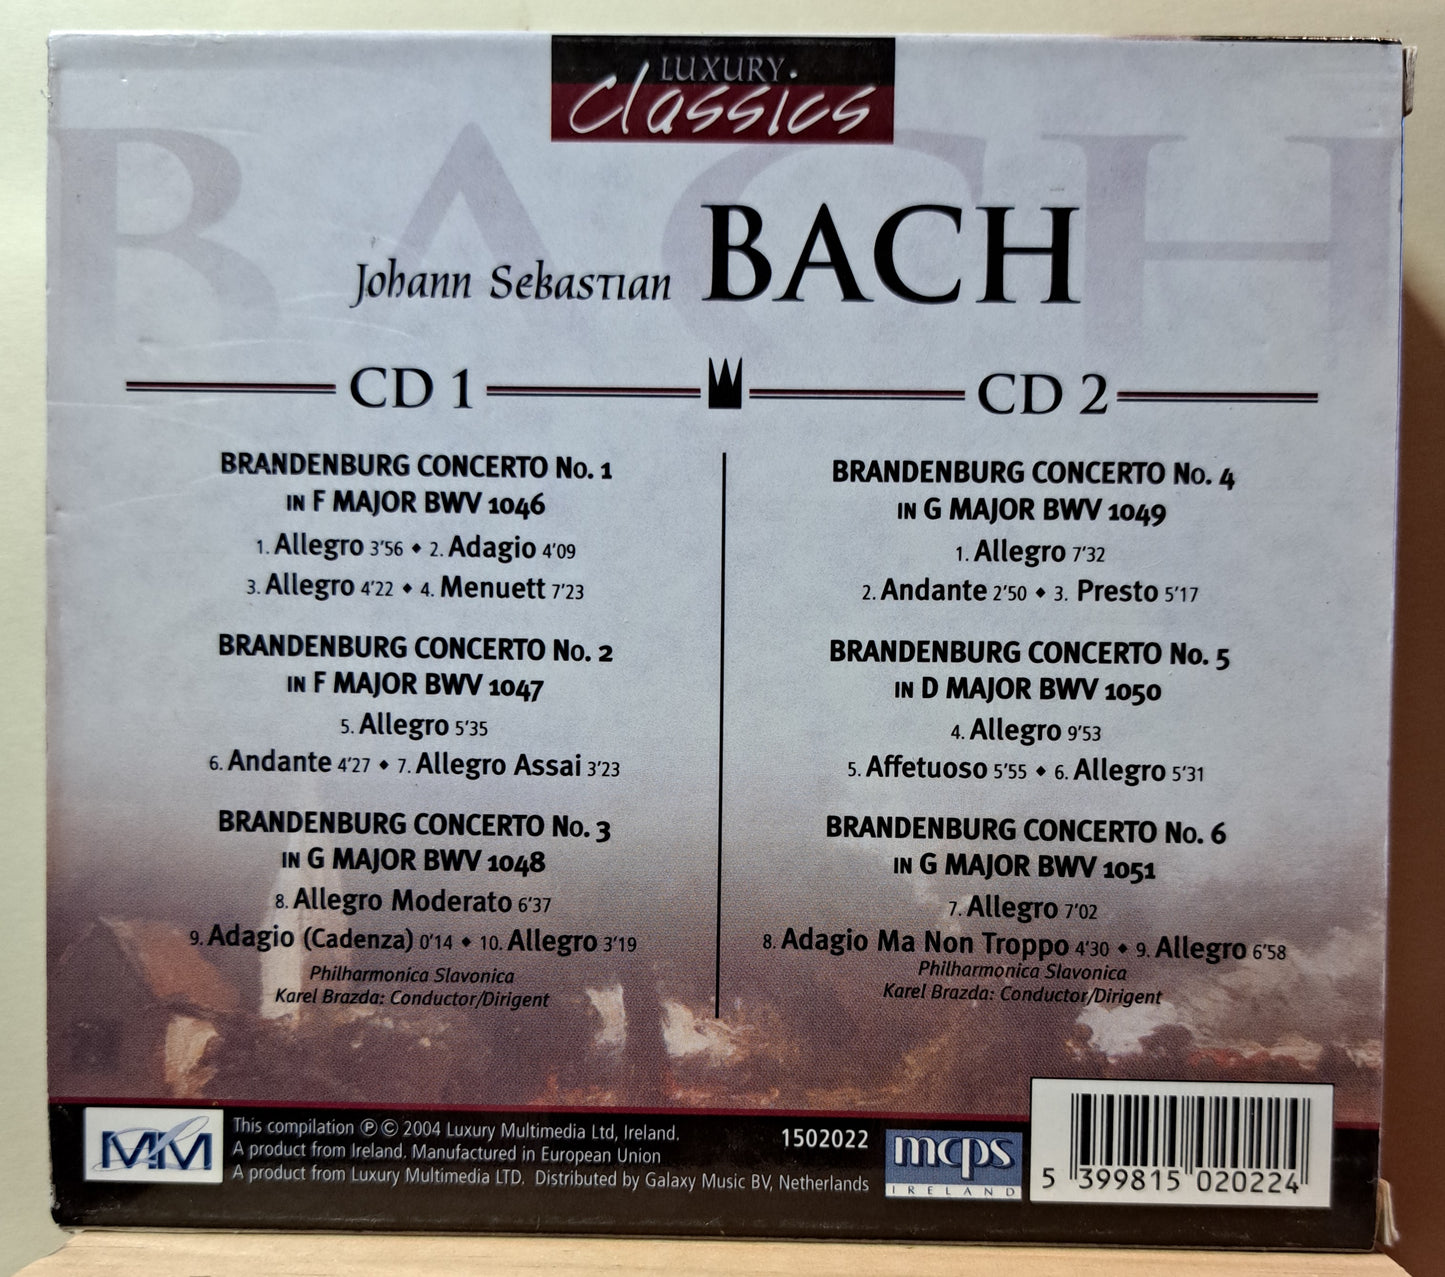 LUXURY
Classics
BACH
Johann Sebastian BACH
CD 1
BRANDENBURG CONCERTO No. 1
IN F MAJOR BWV 1046
1. Allegro 3'56 ◆ 2. Adagio 4'09
3. Allegro 4'22 ◆ 4. Menuett 7'23
BRANDENBURG CONCERTO No. 2
IN F MAJOR BWV 1047
5. Allegro 5'35
6. Andante 4'27 ◆ 7. Allegro Assai 3'23
BRANDENBURG CONCERTO No. 3
IN G MAJOR BWV 1048
8. Allegro Moderato 6'37
9. Adagio (Cadenza) 0'14 ◆ 10. Allegro 3'19
Philharmonica Slavonica
Karel Brazda: Conductor/Dirigent
CD 2
BRANDENBURG CONCERTO No. 4
IN G MAJOR BWV 1049
1. Allegro 7'32
2. Andante 2'50 ◆ 3. Presto 5'17
BRANDENBURG CONCERTO No. 5
IN D MAJOR BWV 1050
4. Allegro 9'53
5. Affetuoso 5'55 ◆ 6. Allegro 5'31
BRANDENBURG CONCERTO No. 6
IN G MAJOR BWV 1051
7. Allegro 7'02
8. Adagio Ma Non Troppo 4'30 ◆ 9. Allegro 6'58
Philharmonica Slavonica
Karel Brazda: Conductor/Dirigent
MM
This compilation ℗ © 2004 Luxury Multimedia Ltd, Ireland.
A product from Ireland. Manufactured in European Union
A product from Luxury Multimedia LTD. Distributed by Galaxy Music BV, Netherlands
1502022
mcps
IRELAND
5 399815 020224